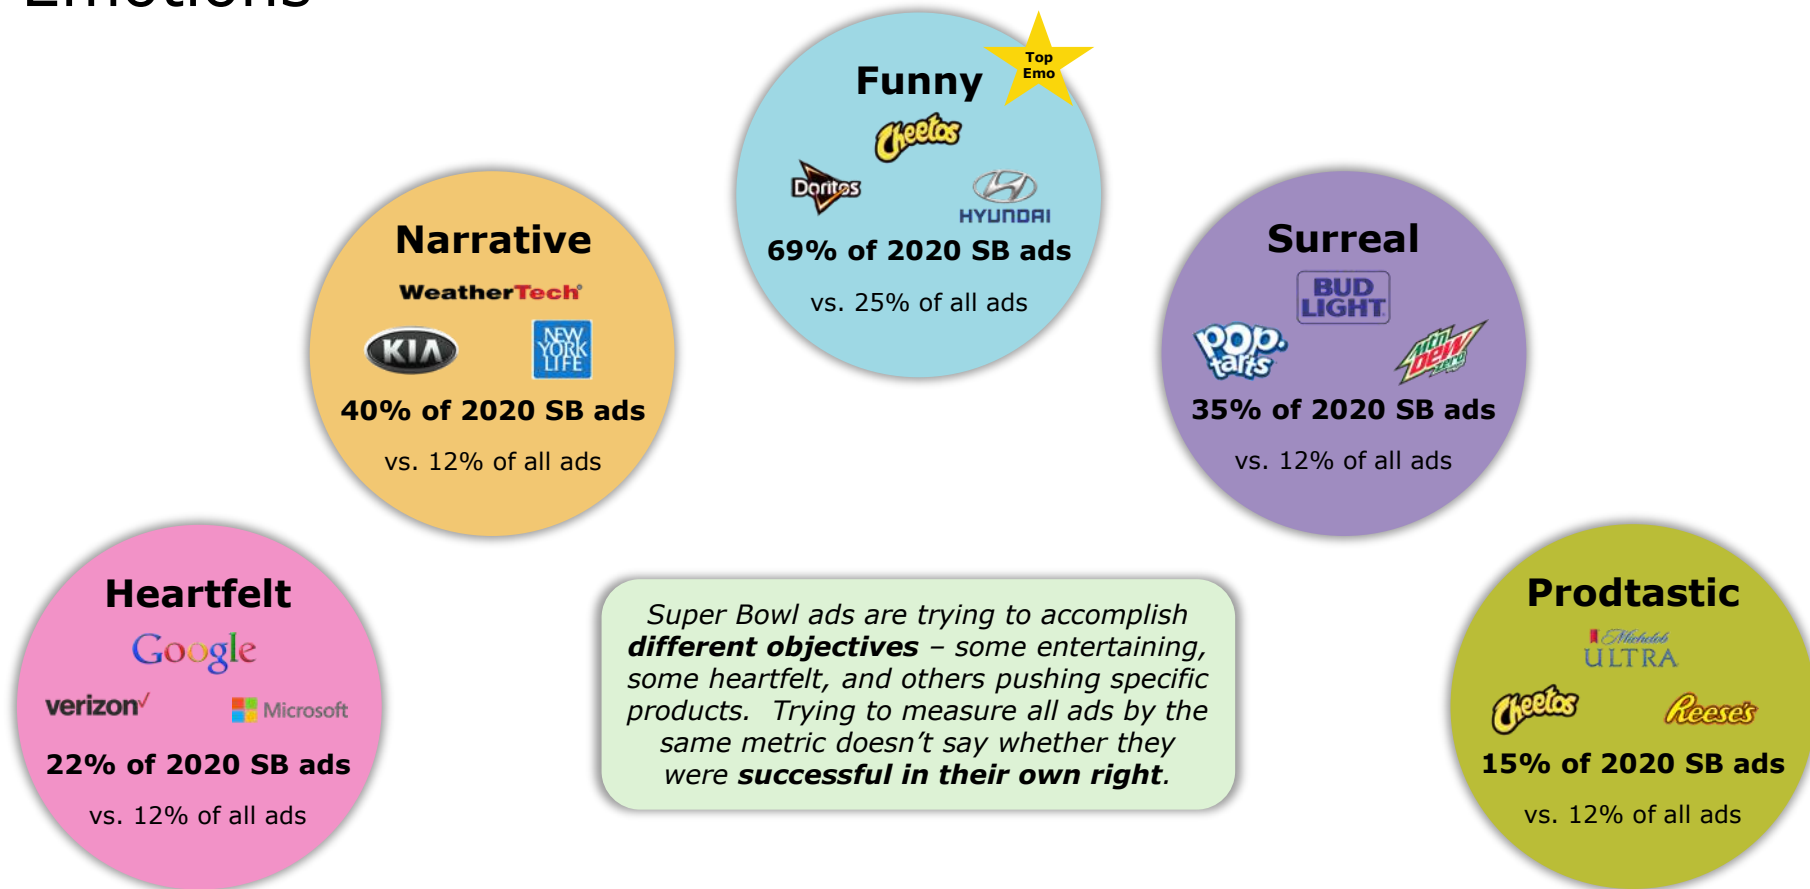 Emotions
Top
Emo
Funny
Cheetos
Doritos
HYUNDAI
69% of 2020 SB ads
vs. 25% of all ads
Narrative
WeatherTech®
KIA
NEW
YORK
LIFE
40% of 2020 SB ads
vs. 12% of all ads
Surreal
BUD
LIGHT
POP.
tarts
mtn
DEW
zero
35% of 2020 SB ads
vs. 12% of all ads
Heartfelt
Google
verizon✓
Microsoft
22% of 2020 SB ads
vs. 12% of all ads
Super Bowl ads are trying to accomplish
different objectives – some entertaining,
some heartfelt, and others pushing specific
products. Trying to measure all ads by the
same metric doesn’t say whether they
were successful in their own right.
Prodtastic
Michelob
ULTRA
Cheetos
Reese's
15% of 2020 SB ads
vs. 12% of all ads